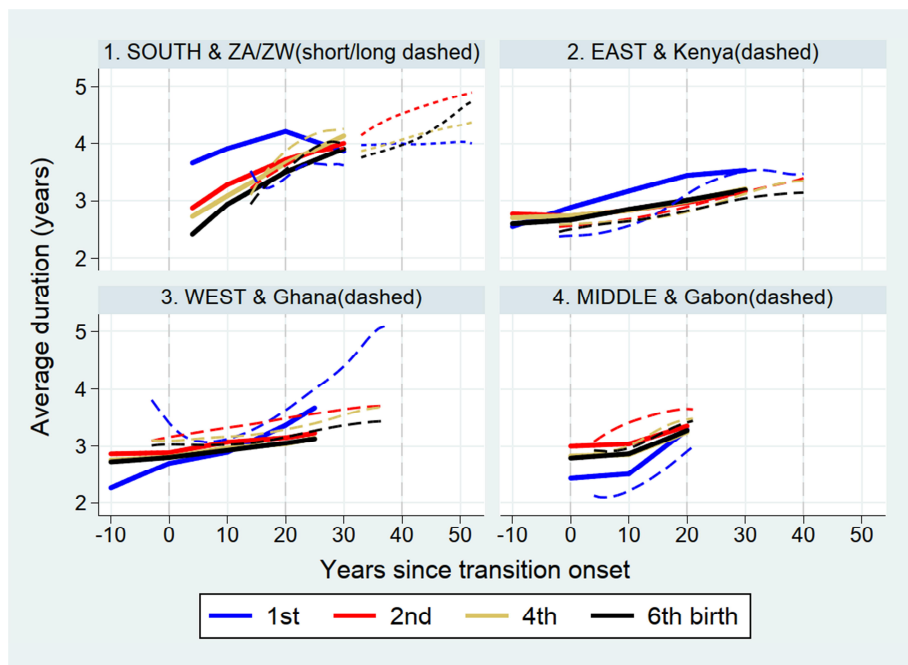 1. SOUTH & ZA/ZW(short/long dashed)
2. EAST & Kenya(dashed)
5
4
3
2
3. WEST & Ghana(dashed)
4. MIDDLE & Gabon(dashed)
5
4
3
2
Average duration (years)
-10 0 10 20 30 40 50
-10 0 10 20 30 40 50
Years since transition onset
1st 2nd 4th 6th birth